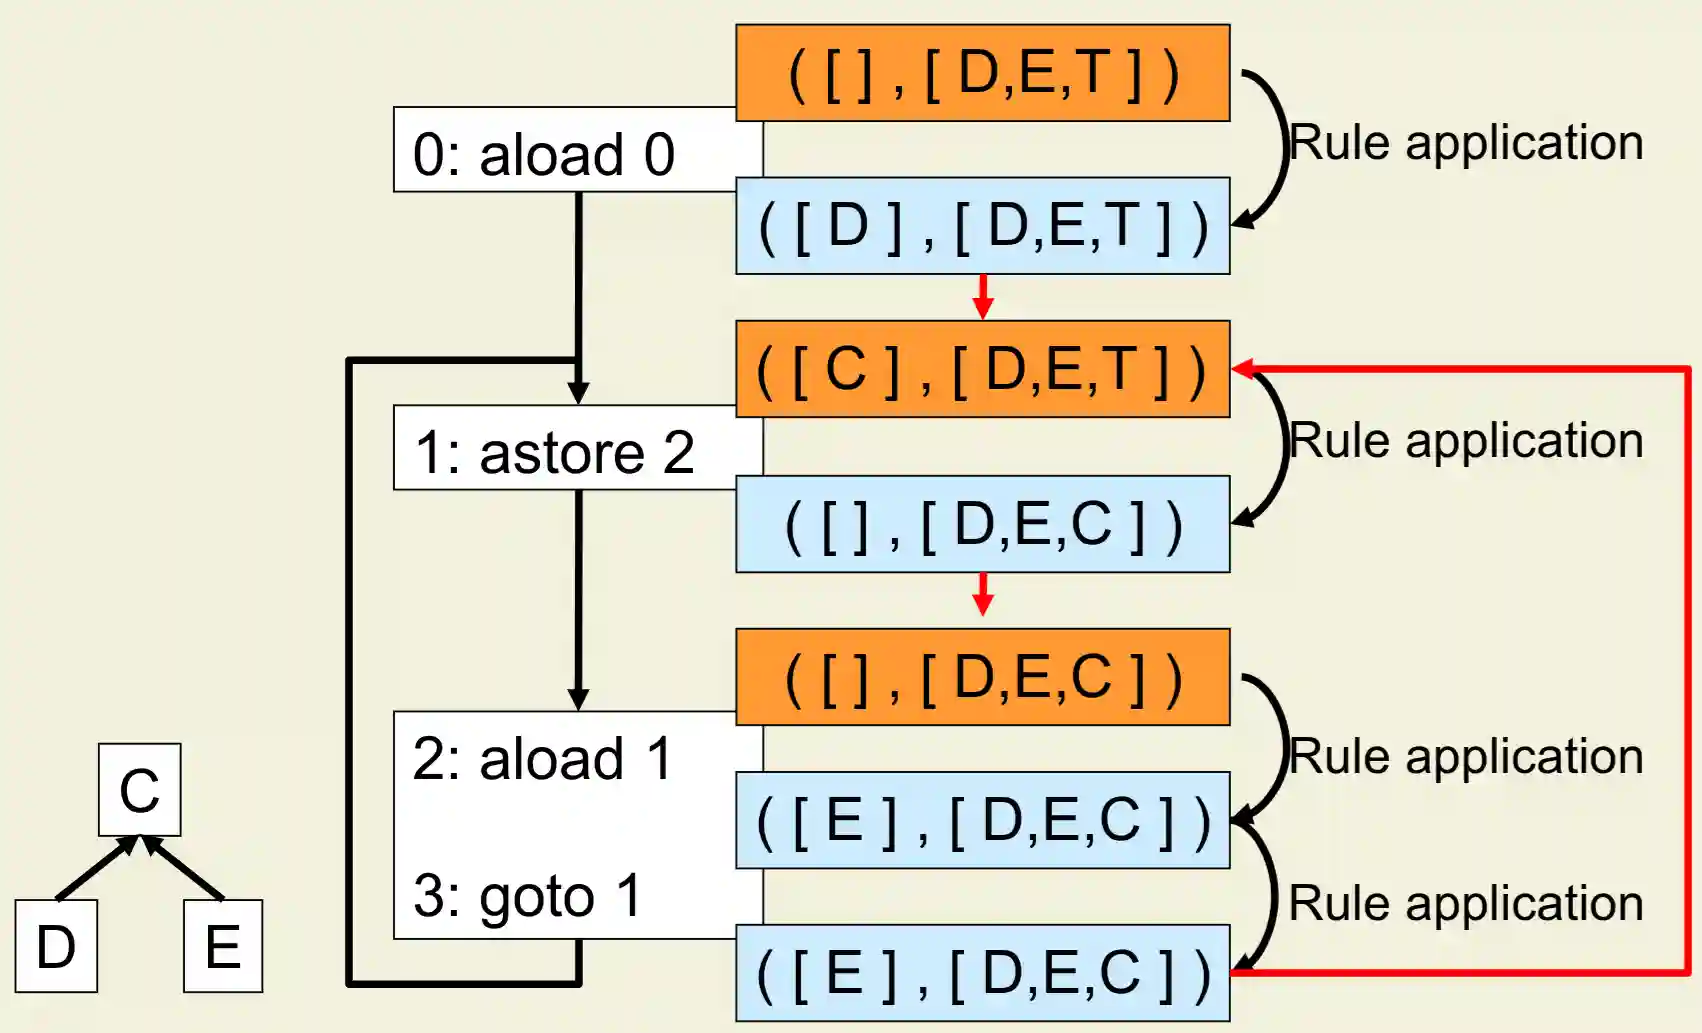 ( [ ] , [ D,E,T ] )
0: aload 0
Rule application
( [ D ] , [ D,E,T ] )
( [ C ] , [ D,E,T ] )
1: astore 2
Rule application
( [ ] , [ D,E,C ] )
( [ ] , [ D,E,C ] )
2: aload 1
Rule application
( [ E ] , [ D,E,C ] )
3: goto 1
Rule application
( [ E ] , [ D,E,C ] )
C
D
E